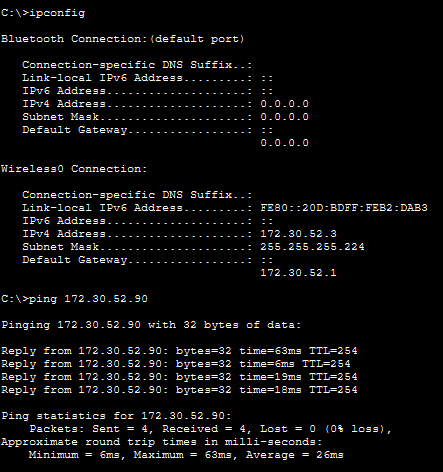 C:\>ipconfig
Bluetooth Connection:(default port)
Connection-specific DNS Suffix..:
Link-local IPv6 Address.........: ::
IPv6 Address....................: ::
IPv4 Address....................: 0.0.0.0
Subnet Mask.....................: 0.0.0.0
Default Gateway.................: ::
0.0.0.0
Wireless0 Connection:
Connection-specific DNS Suffix..:
Link-local IPv6 Address.........: FE80::20D:BDFF:FEB2:DAB3
IPv6 Address....................: ::
IPv4 Address....................: 172.30.52.3
Subnet Mask.....................: 255.255.255.224
Default Gateway.................: ::
172.30.52.1
C:\>ping 172.30.52.90
Pinging 172.30.52.90 with 32 bytes of data:
Reply from 172.30.52.90: bytes=32 time=63ms TTL=254
Reply from 172.30.52.90: bytes=32 time=6ms TTL=254
Reply from 172.30.52.90: bytes=32 time=19ms TTL=254
Reply from 172.30.52.90: bytes=32 time=18ms TTL=254
Ping statistics for 172.30.52.90:
Packets: Sent = 4, Received = 4, Lost = 0 (0% loss),
Approximate round trip times in milli-seconds:
Minimum = 6ms, Maximum = 63ms, Average = 26ms